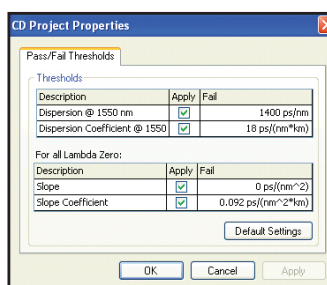 CD Project Properties
Pass/Fail Thresholds
Thresholds
Description Apply Fail
Dispersion @ 1550 nm 1400 ps/nm
Dispersion Coefficient @ 1550 18 ps/(nm*km)
For all Lambda Zero:
Description Apply Fail
Slope 0 ps/(nm^2)
Slope Coefficient 0.092 ps/(nm^2*km)
Default Settings
OK Cancel Apply